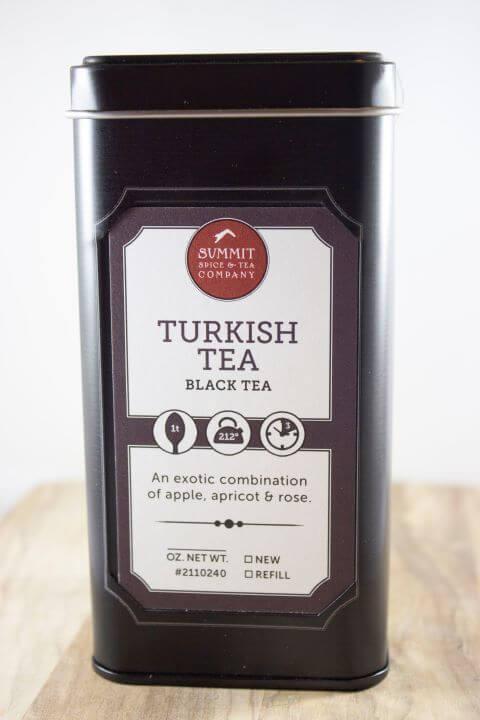 SUMMIT
SPICE & TEA
COMPANY
TURKISH
TEA
BLACK TEA
1t 212° 3
An exotic combination
of apple, apricot & rose.
OZ. NET WT. ☐ NEW
#2110240 ☐ REFILL